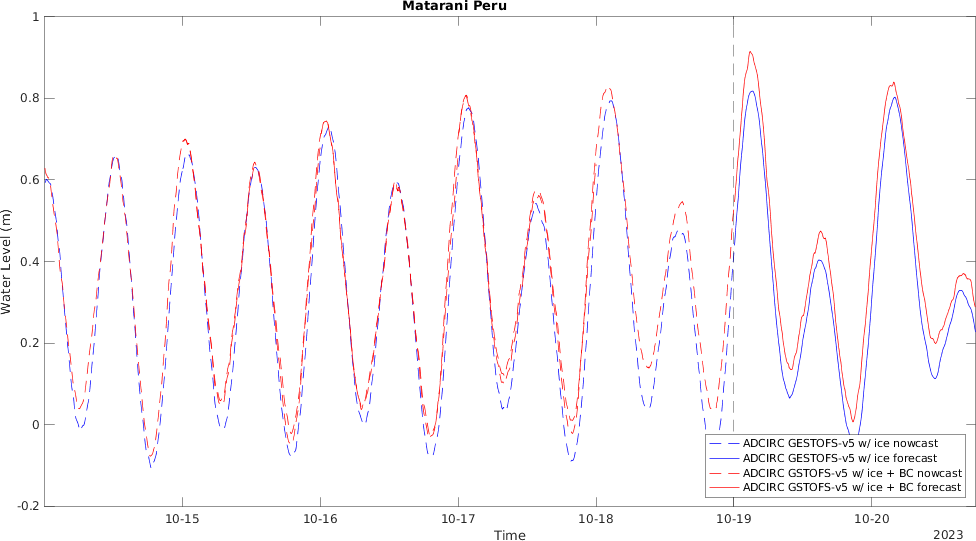 Matarani Peru
1
0.8
0.6
0.4
0.2
0
-0.2
Water Level (m)
10-15
10-16
10-17
10-18
10-19
10-20
Time
2023
ADCIRC GESTOFS-v5 w/ ice nowcast
ADCIRC GESTOFS-v5 w/ ice forecast
ADCIRC GSTOFS-v5 w/ ice + BC nowcast
ADCIRC GSTOFS-v5 w/ ice + BC forecast